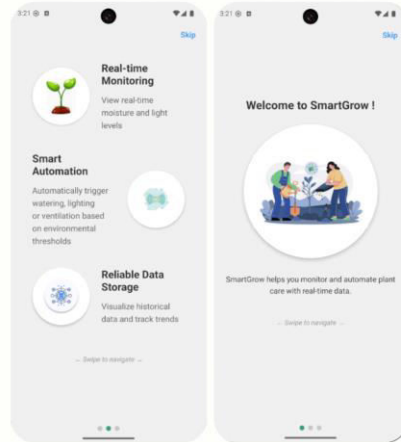 3:21
Skip
Real-time
Monitoring
View real-time
moisture and light
levels
Smart
Automation
Automatically trigger
watering, lighting
or ventilation based
on environmental
thresholds
Reliable Data
Storage
Visualize historical
data and track trends
← Swipe to navigate →
3:21
Skip
Welcome to SmartGrow !
SmartGrow helps you monitor and automate plant
care with real-time data.
← Swipe to navigate →